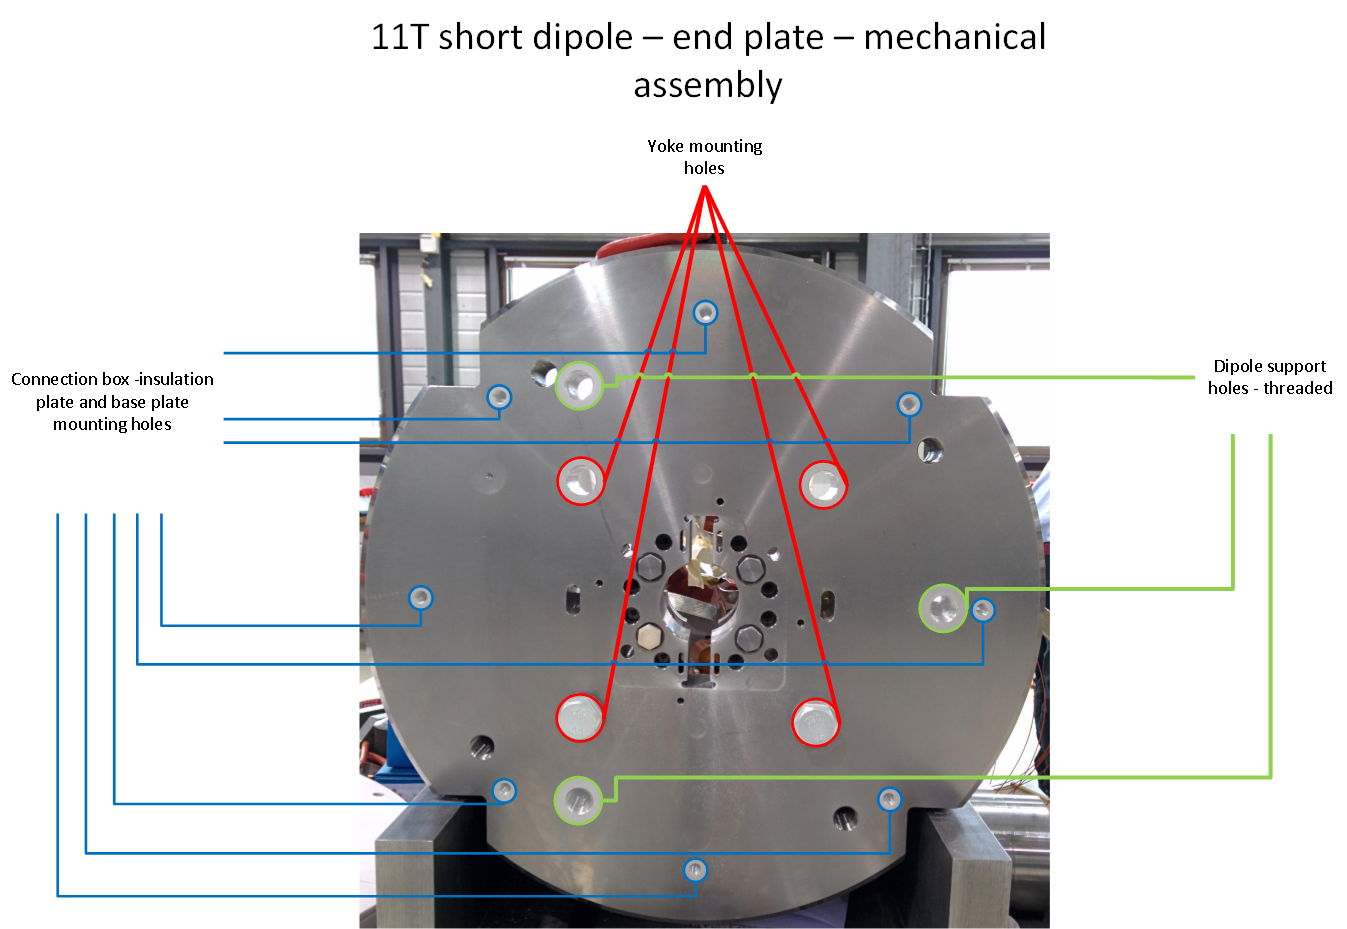 11T short dipole – end plate – mechanical
assembly
Yoke mounting
holes
Connection box -insulation
plate and base plate
mounting holes
Dipole support
holes - threaded